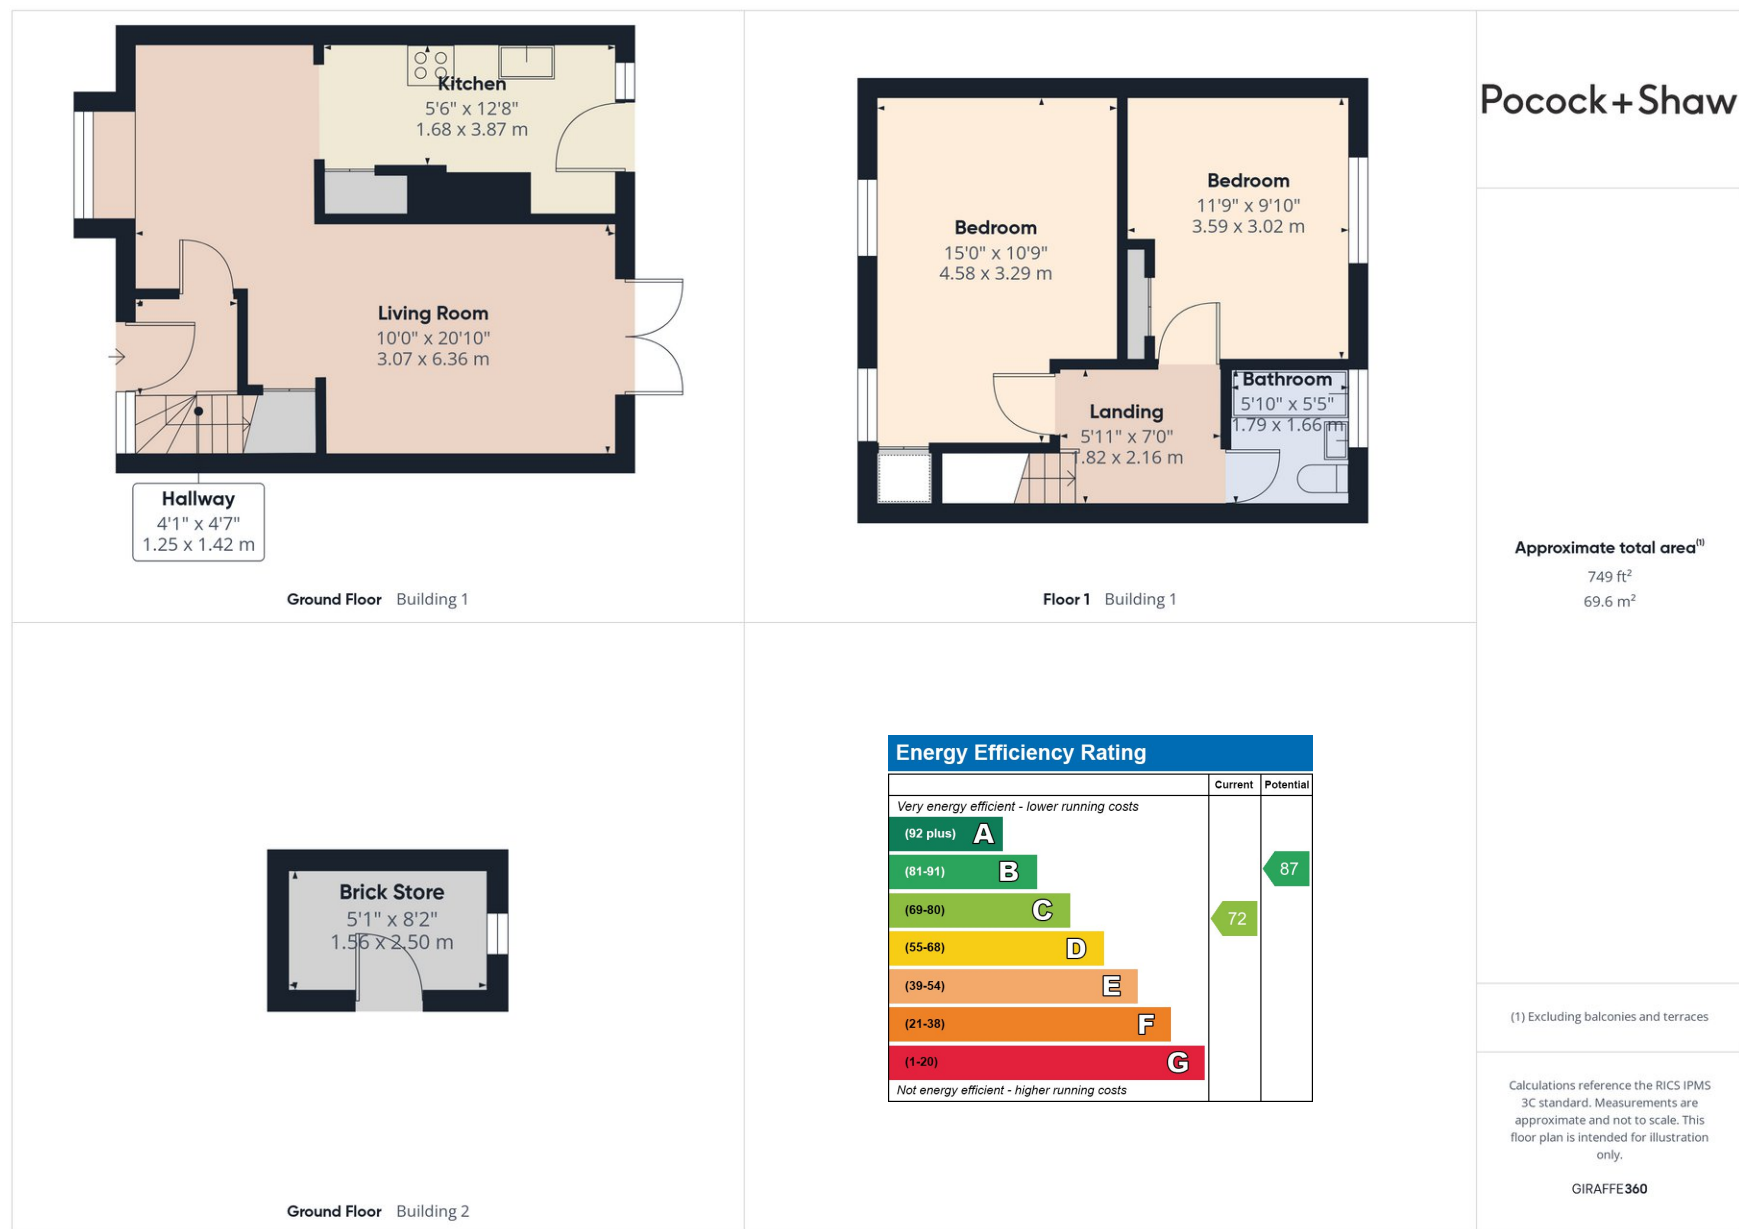 Kitchen
5'6" x 12'8"
1.68 x 3.87 m
Living Room
10'0" x 20'10"
3.07 x 6.36 m
Hallway
4'1" x 4'7"
1.25 x 1.42 m
Ground Floor Building 1
Bedroom
15'0" x 10'9"
4.58 x 3.29 m
Bedroom
11'9" x 9'10"
3.59 x 3.02 m
Bathroom
5'10" x 5'5"
1.79 x 1.66 m
Landing
5'11" x 7'0"
1.82 x 2.16 m
Floor 1 Building 1
Pocock+Shaw
Approximate total area(1)
749 ft²
69.6 m²
(1) Excluding balconies and terraces
Calculations reference the RICS IPMS
3C standard. Measurements are
approximate and not to scale. This
floor plan is intended for illustration
only.
GIRAFFE360
Brick Store
5'1" x 8'2"
1.56 x 2.50 m
Ground Floor Building 2
Energy Efficiency Rating
Current Potential
Very energy efficient - lower running costs
(92 plus) A
(81-91) B
(69-80) C
(55-68) D
(39-54) E
(21-38) F
(1-20) G
72
87
Not energy efficient - higher running costs